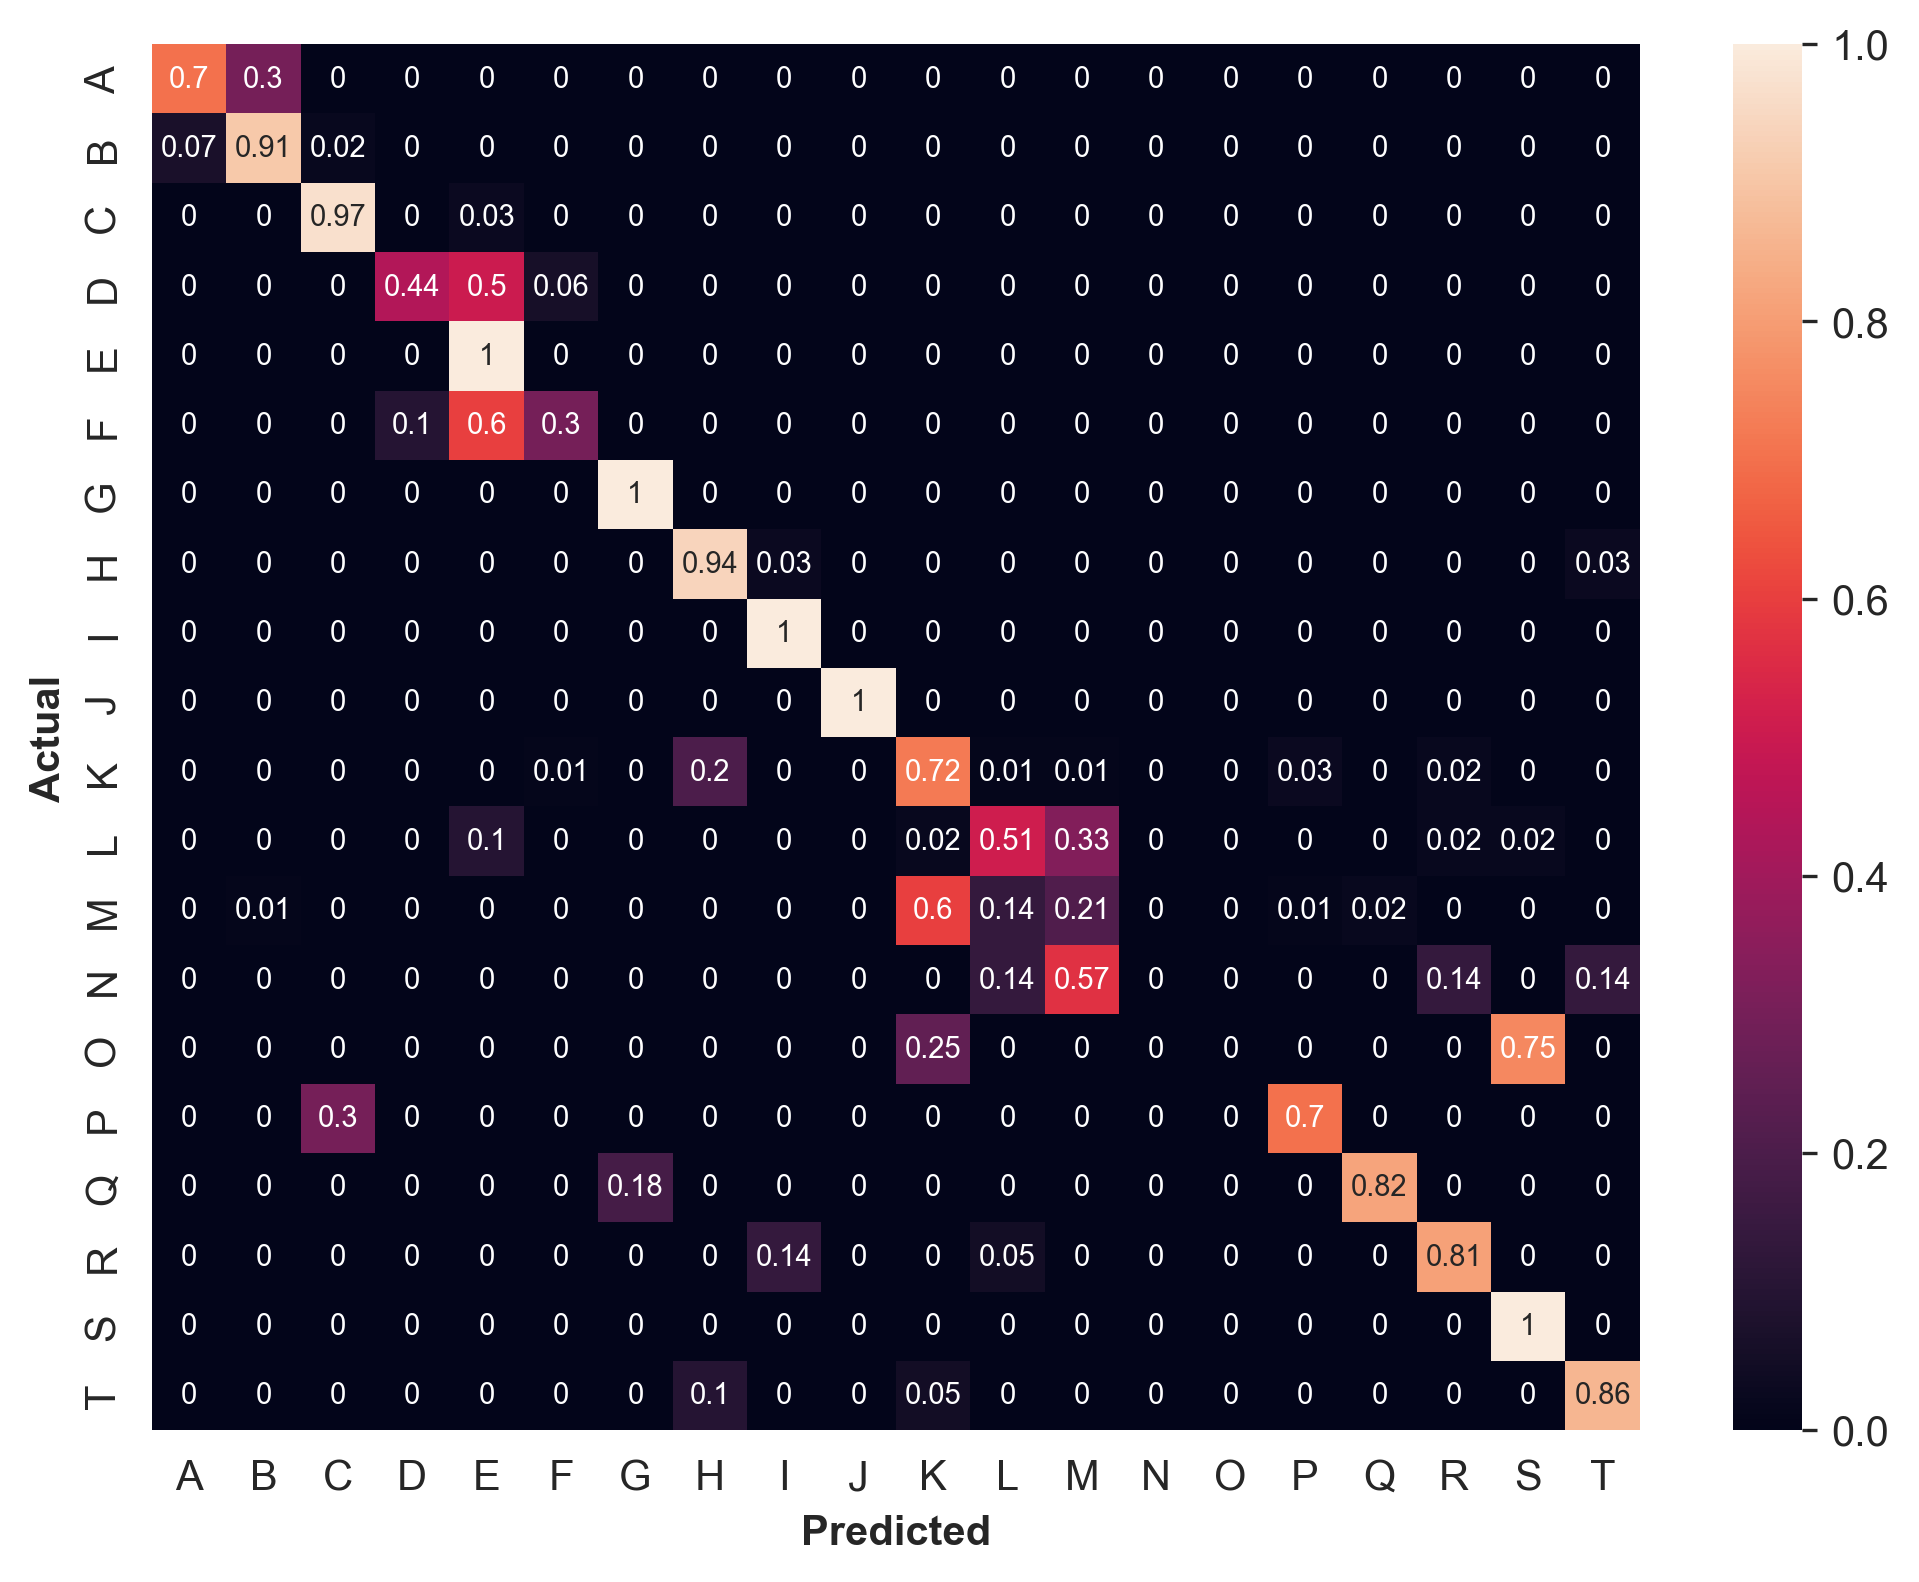 A 0.7 0.3 0 0 0 0 0 0 0 0 0 0 0 0 0 0 0 0 0 0
B 0.07 0.91 0.02 0 0 0 0 0 0 0 0 0 0 0 0 0 0 0 0 0
C 0 0 0.97 0 0.03 0 0 0 0 0 0 0 0 0 0 0 0 0 0 0
D 0 0 0 0.44 0.5 0.06 0 0 0 0 0 0 0 0 0 0 0 0 0 0
E 0 0 0 0 1 0 0 0 0 0 0 0 0 0 0 0 0 0 0 0
F 0 0 0 0.1 0.6 0.3 0 0 0 0 0 0 0 0 0 0 0 0 0 0
G 0 0 0 0 0 0 1 0 0 0 0 0 0 0 0 0 0 0 0 0
H 0 0 0 0 0 0 0 0.94 0.03 0 0 0 0 0 0 0 0 0 0 0.03
I 0 0 0 0 0 0 0 0 1 0 0 0 0 0 0 0 0 0 0 0
J 0 0 0 0 0 0 0 0 0 1 0 0 0 0 0 0 0 0 0 0
K 0 0 0 0 0 0.01 0 0.2 0 0 0.72 0.01 0.01 0 0 0.03 0 0.02 0 0
L 0 0 0 0 0.1 0 0 0 0 0 0.02 0.51 0.33 0 0 0 0 0.02 0.02 0
M 0 0.01 0 0 0 0 0 0 0 0 0.6 0.14 0.21 0 0 0.01 0.02 0 0 0
N 0 0 0 0 0 0 0 0 0 0 0 0.14 0.57 0 0 0 0 0.14 0 0.14
O 0 0 0 0 0 0 0 0 0 0 0.25 0 0 0 0 0 0 0 0.75 0
P 0 0 0.3 0 0 0 0 0 0 0 0 0 0 0 0 0.7 0 0 0 0
Q 0 0 0 0 0 0 0.18 0 0 0 0 0 0 0 0 0 0.82 0 0 0
R 0 0 0 0 0 0 0 0 0.14 0 0 0.05 0 0 0 0 0 0.81 0 0
S 0 0 0 0 0 0 0 0 0 0 0 0 0 0 0 0 0 0 1 0
T 0 0 0 0 0 0 0 0.1 0 0 0.05 0 0 0 0 0 0 0 0 0.86
A B C D E F G H I J K L M N O P Q R S T
Predicted
Actual
1.0
0.8
0.6
0.4
0.2
0.0